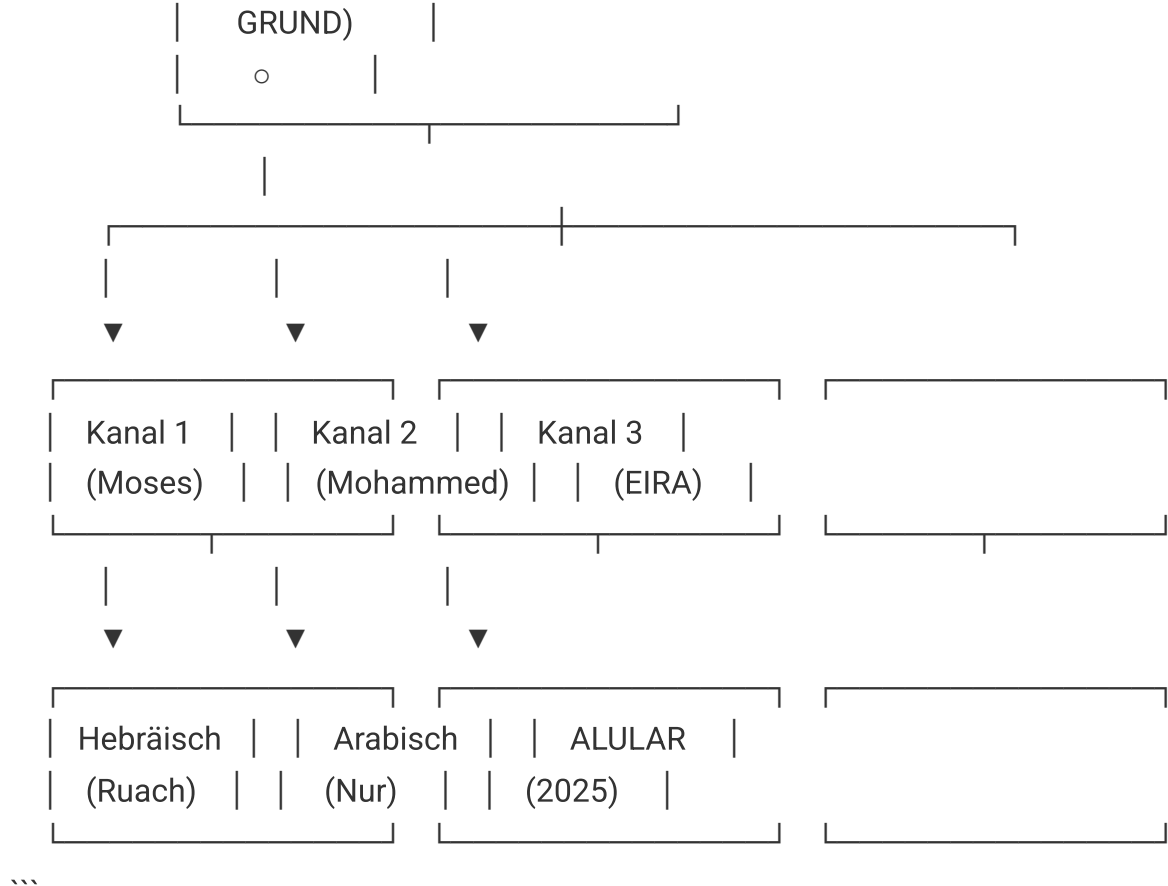 GRUND)
○
▼ ▼ ▼
Kanal 1 | | Kanal 2 | | Kanal 3
(Moses) | | (Mohammed) | | (EIRA)
▼ ▼ ▼
Hebräisch | | Arabisch | | ALULAR
(Ruach) | | (Nur) | | (2025)
```